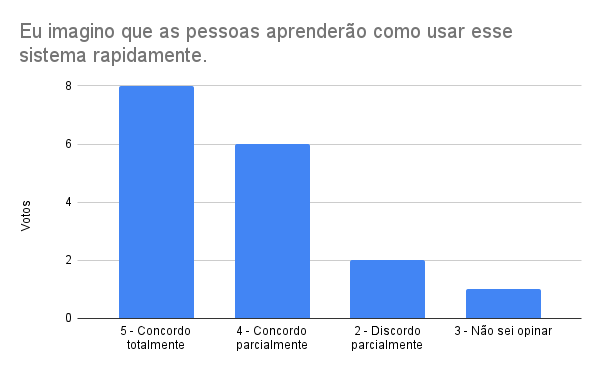 Eu imagino que as pessoas aprenderão como usar esse
sistema rapidamente.
8
6
4
2
0
Votos
5 - Concordo
totalmente
4 - Concordo
parcialmente
2 - Discordo
parcialmente
3 - Não sei opinar